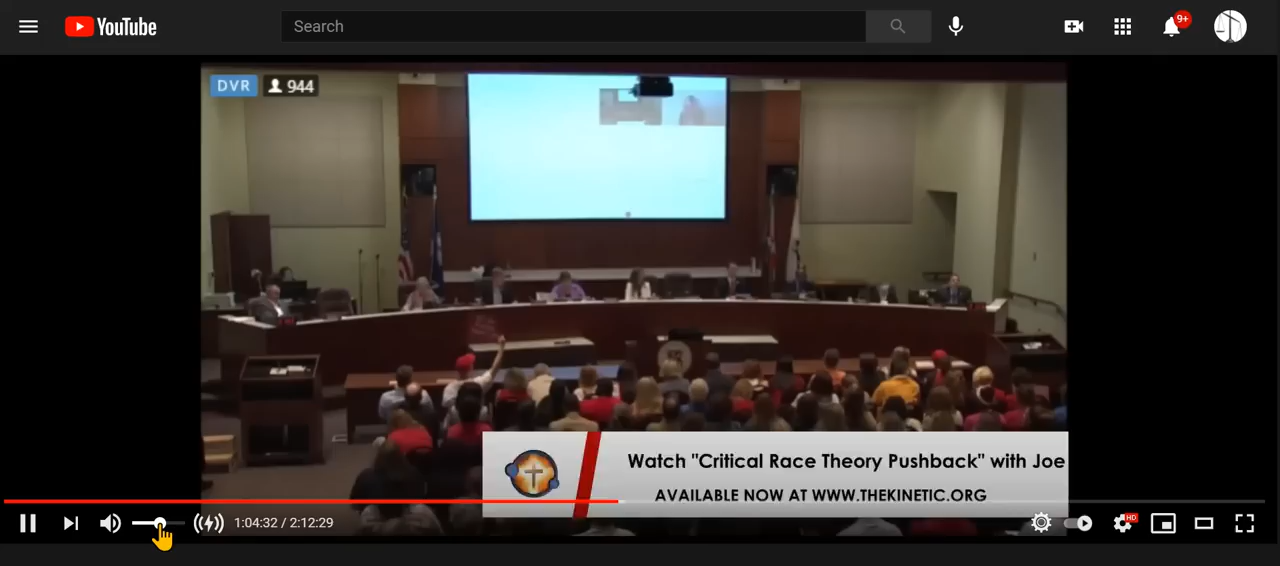 YouTube
Search
9+
DVR
944
Watch "Critical Race Theory Pushback" with Joe
AVAILABLE NOW AT WWW.THEKINETIC.ORG
1:04:32 / 2:12:29
HD